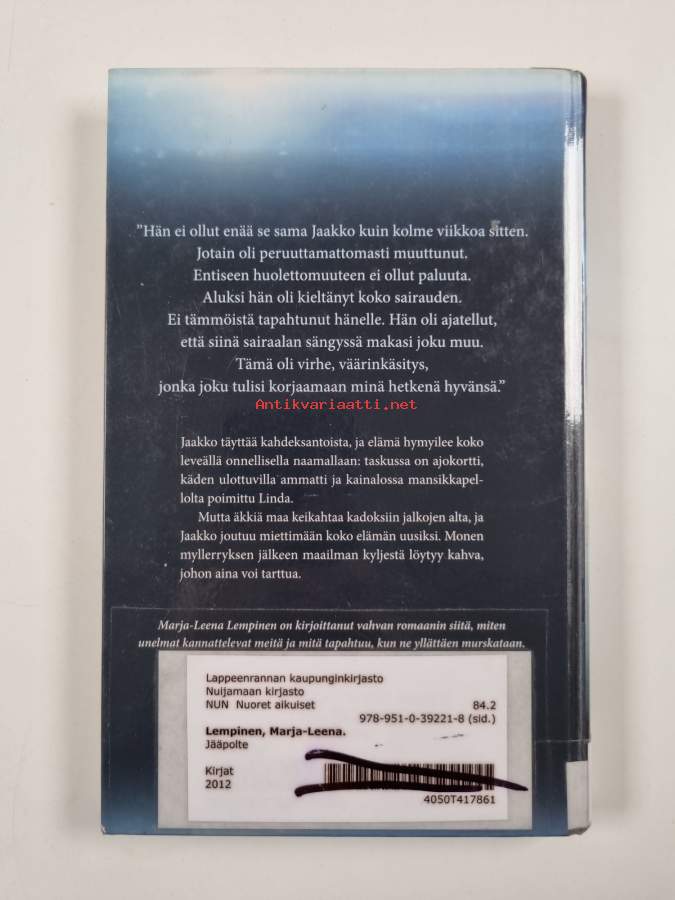 ”Hän ei ollut enää se sama Jaakko kuin kolme viikkoa sitten.
Jotain oli peruuttamattomasti muuttunut.
Entiseen huolettomuuteen ei ollut paluuta.
Aluksi hän oli kieltänyt koko sairauden.
Ei tämmöistä tapahtunut hänelle. Hän oli ajatellut,
että siinä sairaalan sängyssä makasi joku muu.
Tämä oli virhe, väärinkäsitys,
jonka joku tulisi korjaamaan minä hetkenä hyvänsä.”
Antikvariaatti.net
Jaakko täyttää kahdeksantoista, ja elämä hymyilee koko
leveällä onnellisella naamallaan: taskussa on ajokortti,
käden ulottuvilla ammatti ja kainalossa mansikkapel-
lolta poimittu Linda.
Mutta äkkiä maa keikahtaa kadoksiin jalkojen alta, ja
Jaakko joutuu miettimään koko elämän uusiksi. Monen
myllerryksen jälkeen maailman kyljestä löytyy kahva,
johon aina voi tarttua.
Marja-Leena Lempinen on kirjoittanut vahvan romaanin siitä, miten
unelmat kannattelevat meitä ja mitä tapahtuu, kun ne yllättäen murskataan.
Lappeenrannan kaupunginkirjasto
Nuijamaan kirjasto
NUN Nuoret aikuiset 84.2
978-951-0-39221-8 (sid.)
Lempinen, Marja-Leena.
Jääpolte
Kirjat
2012
4050T417861